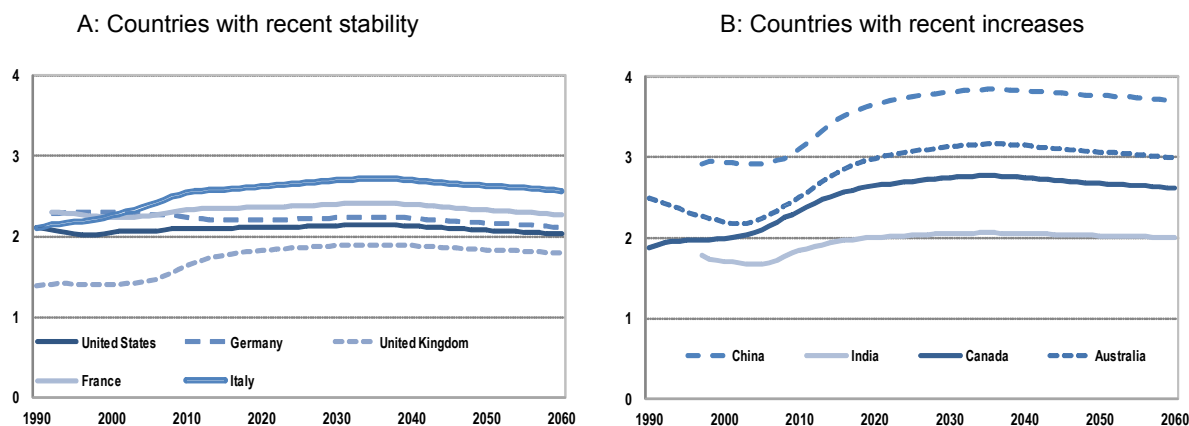 A: Countries with recent stability
4
3
2
1
0
United States Germany United Kingdom
France Italy
1990 2000 2010 2020 2030 2040 2050 2060
B: Countries with recent increases
4
3
2
1
0
China India Canada Australia
1990 2000 2010 2020 2030 2040 2050 2060